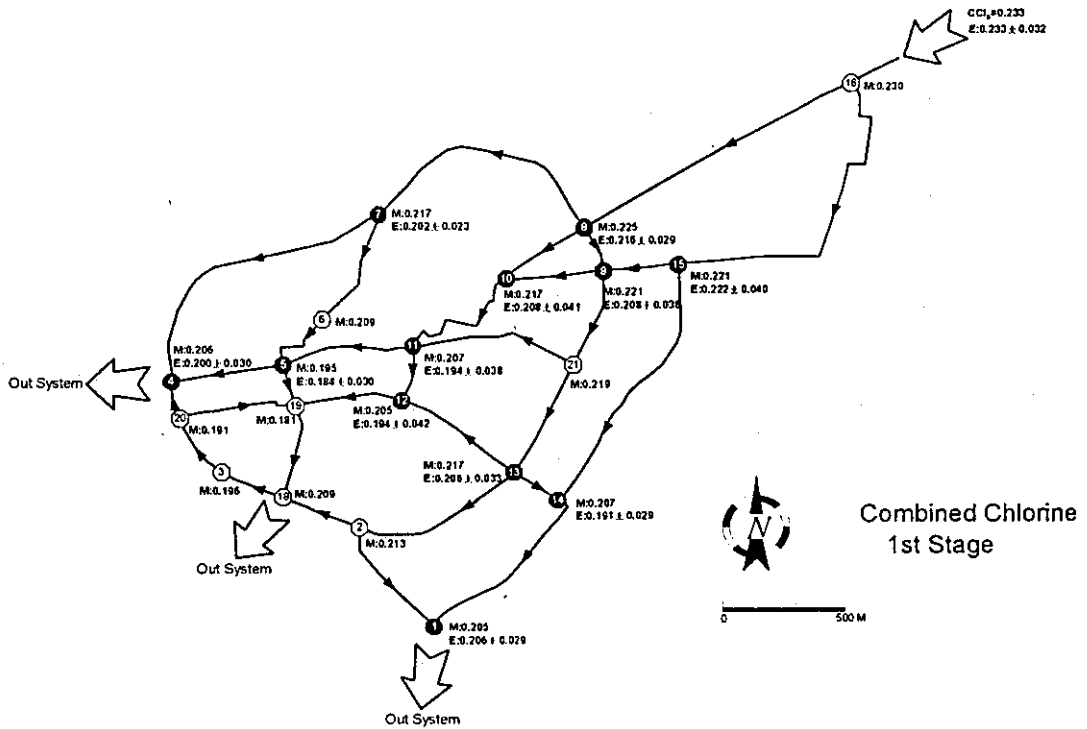 CCl₀=0.233
E:0.233 ± 0.032
16
M:0.230
7
M:0.217
E:0.202 ± 0.023
M:0.225
E:0.216 ± 0.029
9
15
M:0.221
E:0.222 ± 0.040
10
M:0.217
E:0.208 ± 0.041
M:0.221
E:0.208 ± 0.036
6
M:0.209
11
M:0.207
E:0.194 ± 0.038
M:0.206
E:0.200 ± 0.030
4
5
M:0.195
E:0.184 ± 0.030
21
M:0.219
Out System
12
M:0.205
E:0.194 ± 0.042
19
M:0.181
20
M:0.191
3
M:0.196
M:0.217
E:0.206 ± 0.033
13
14
M:0.207
E:0.191 ± 0.029
18
M:0.209
2
M:0.213
Out System
1
M:0.205
E:0.206 ± 0.029
Out System
N
Combined Chlorine
1st Stage
0
500 M